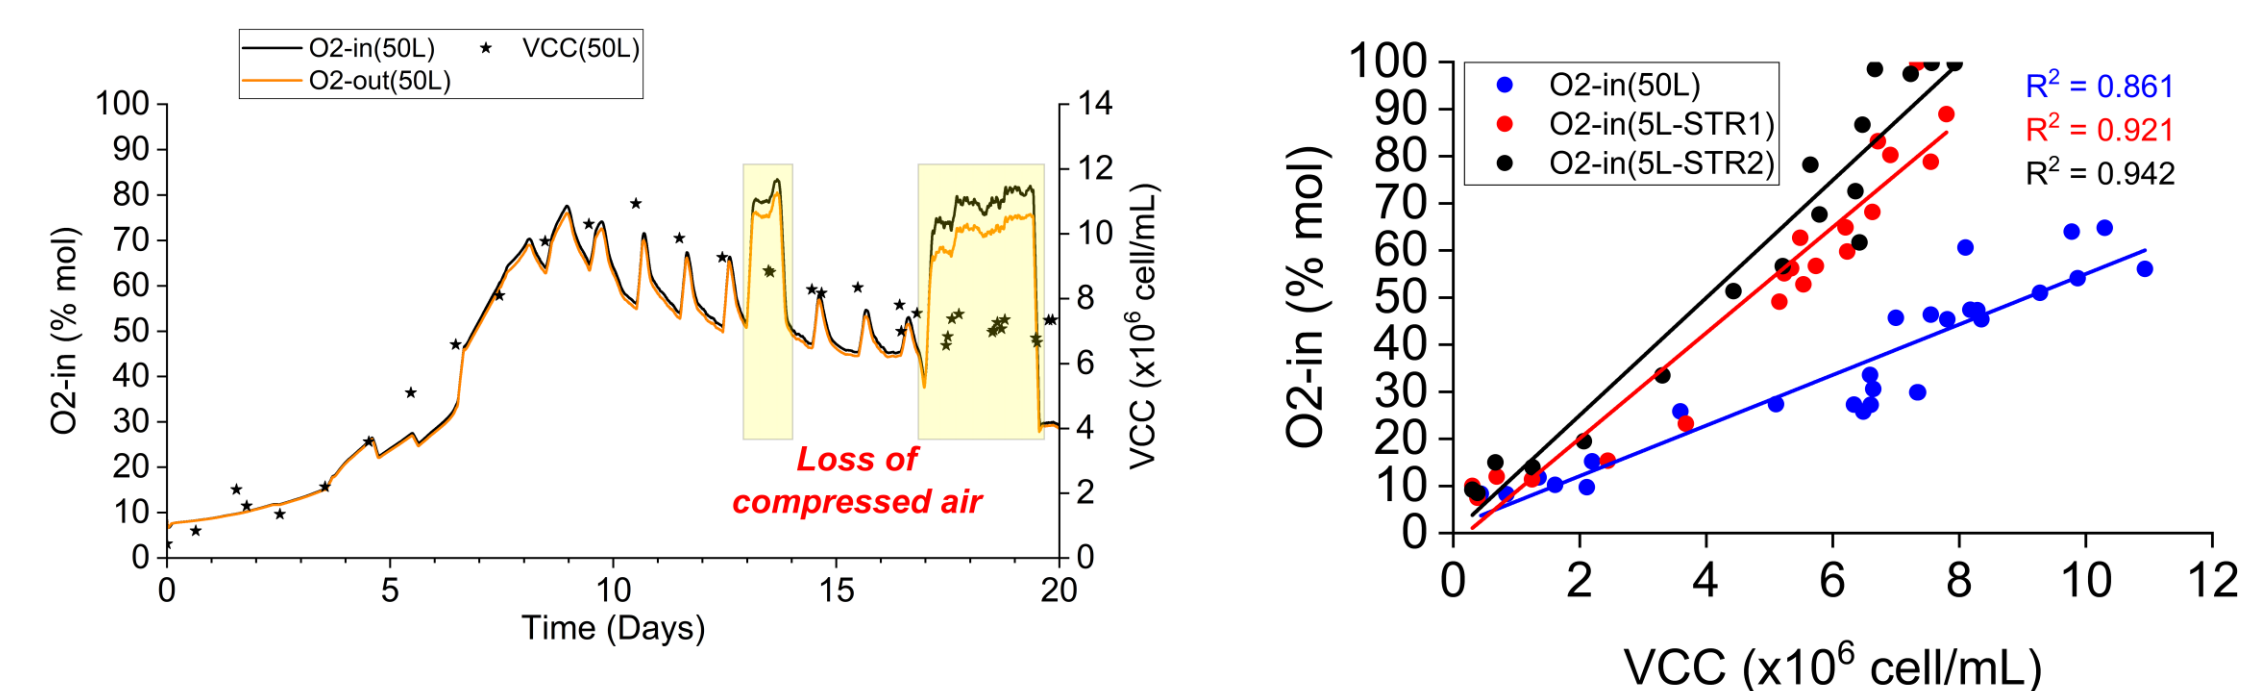 O2-in(50L) ★ VCC(50L)
O2-out(50L)
100
90
80
70
60
50
40
30
20
10
0
O2-in (% mol)
14
12
10
8
6
4
2
0
VCC (x10⁶ cell/mL)
Loss of
compressed air
0 5 10 15 20
Time (Days)
100
90
80
70
60
50
40
30
20
10
0
O2-in (% mol)
O2-in(50L)
O2-in(5L-STR1)
O2-in(5L-STR2)
R² = 0.861
R² = 0.921
R² = 0.942
0 2 4 6 8 10 12
VCC (x10⁶ cell/mL)